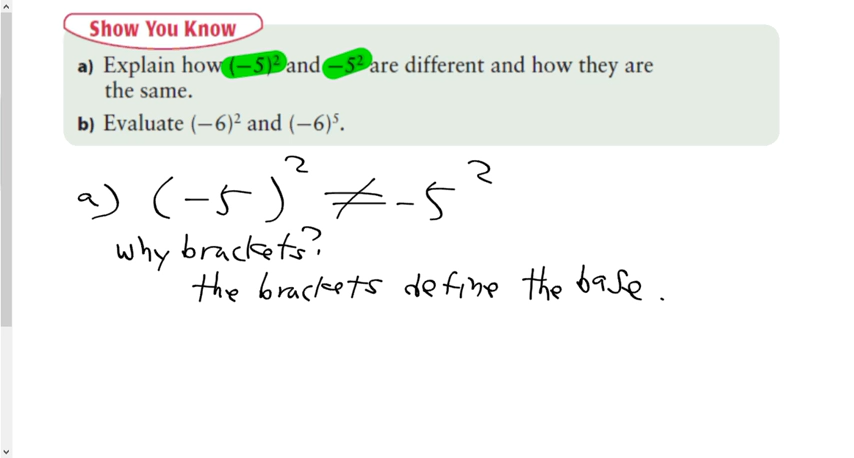 Show You Know
a) Explain how (−5)² and −5² are different and how they are
the same.
b) Evaluate (−6)² and (−6)⁵.
a) (-5)² ≠ -5²
why brackets?
the brackets define the base.